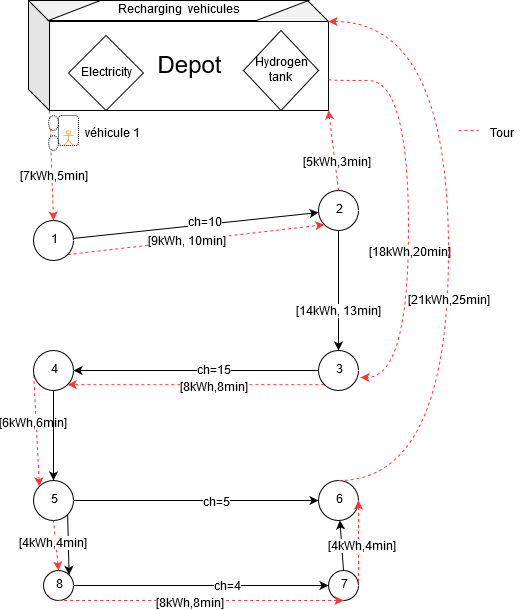 Recharging vehicules
Electricity
Depot
Hydrogen
tank
véhicule 1
Tour
[7kWh,5min]
[5kWh,3min]
1
ch=10
2
[9kWh, 10min]
[18kWh,20min]
[21kWh,25min]
[14kWh, 13min]
4
ch=15
3
[8kWh,8min]
[6kWh,6min]
5
ch=5
6
[4kWh,4min]
[4kWh,4min]
8
ch=4
7
[8kWh,8min]